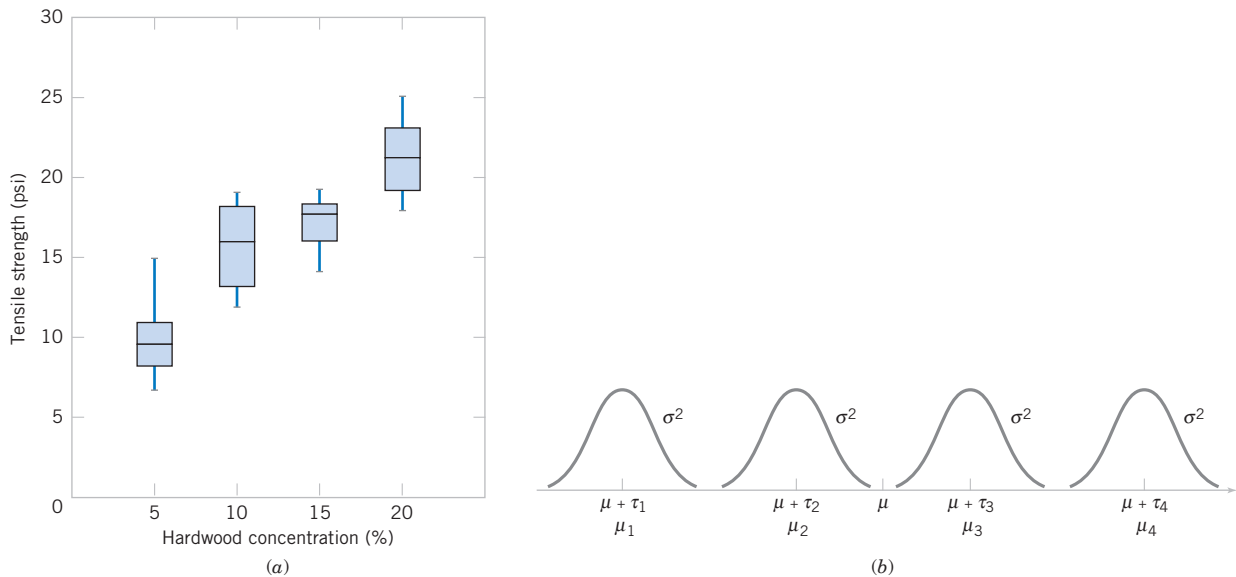 30
25
20
15
10
5
0
Tensile strength (psi)
5 10 15 20
Hardwood concentration (%)
(a)
σ² σ² σ² σ²
μ + τ₁ μ + τ₂ μ μ + τ₃ μ + τ₄
μ₁ μ₂ μ₃ μ₄
(b)